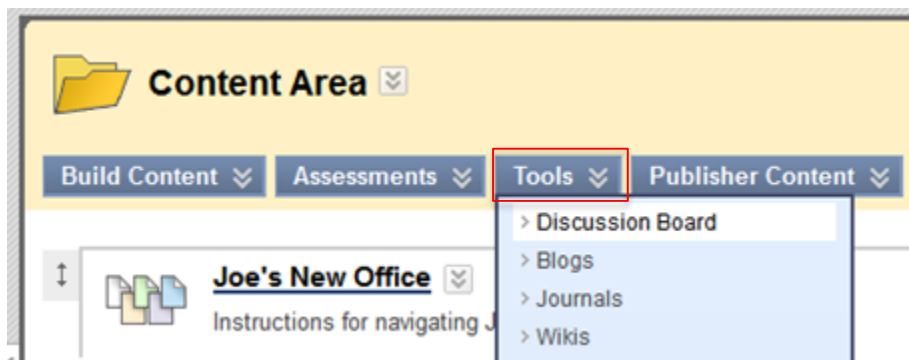 Content Area
Build Content Assessments Tools Publisher Content
> Discussion Board
> Blogs
> Journals
> Wikis
Joe's New Office
Instructions for navigating J